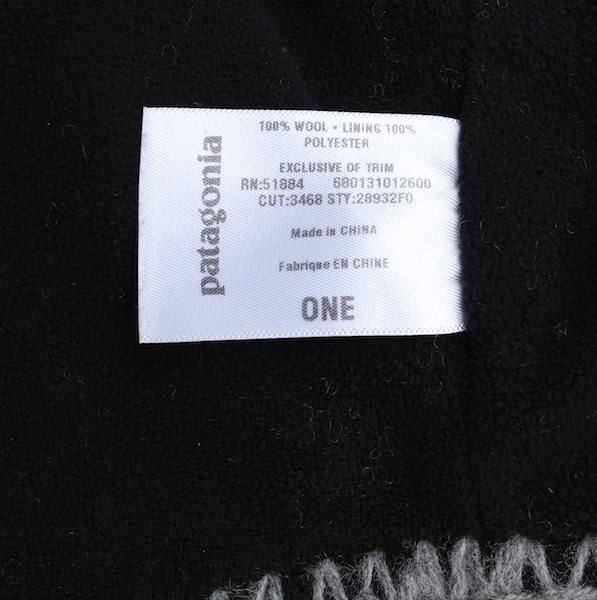 patagonia
100% WOOL • LINING 100%
POLYESTER
EXCLUSIVE OF TRIM
RN:51884 680131012600
CUT:3468 STY:28932F0
Made in CHINA
Fabrique EN CHINE
ONE